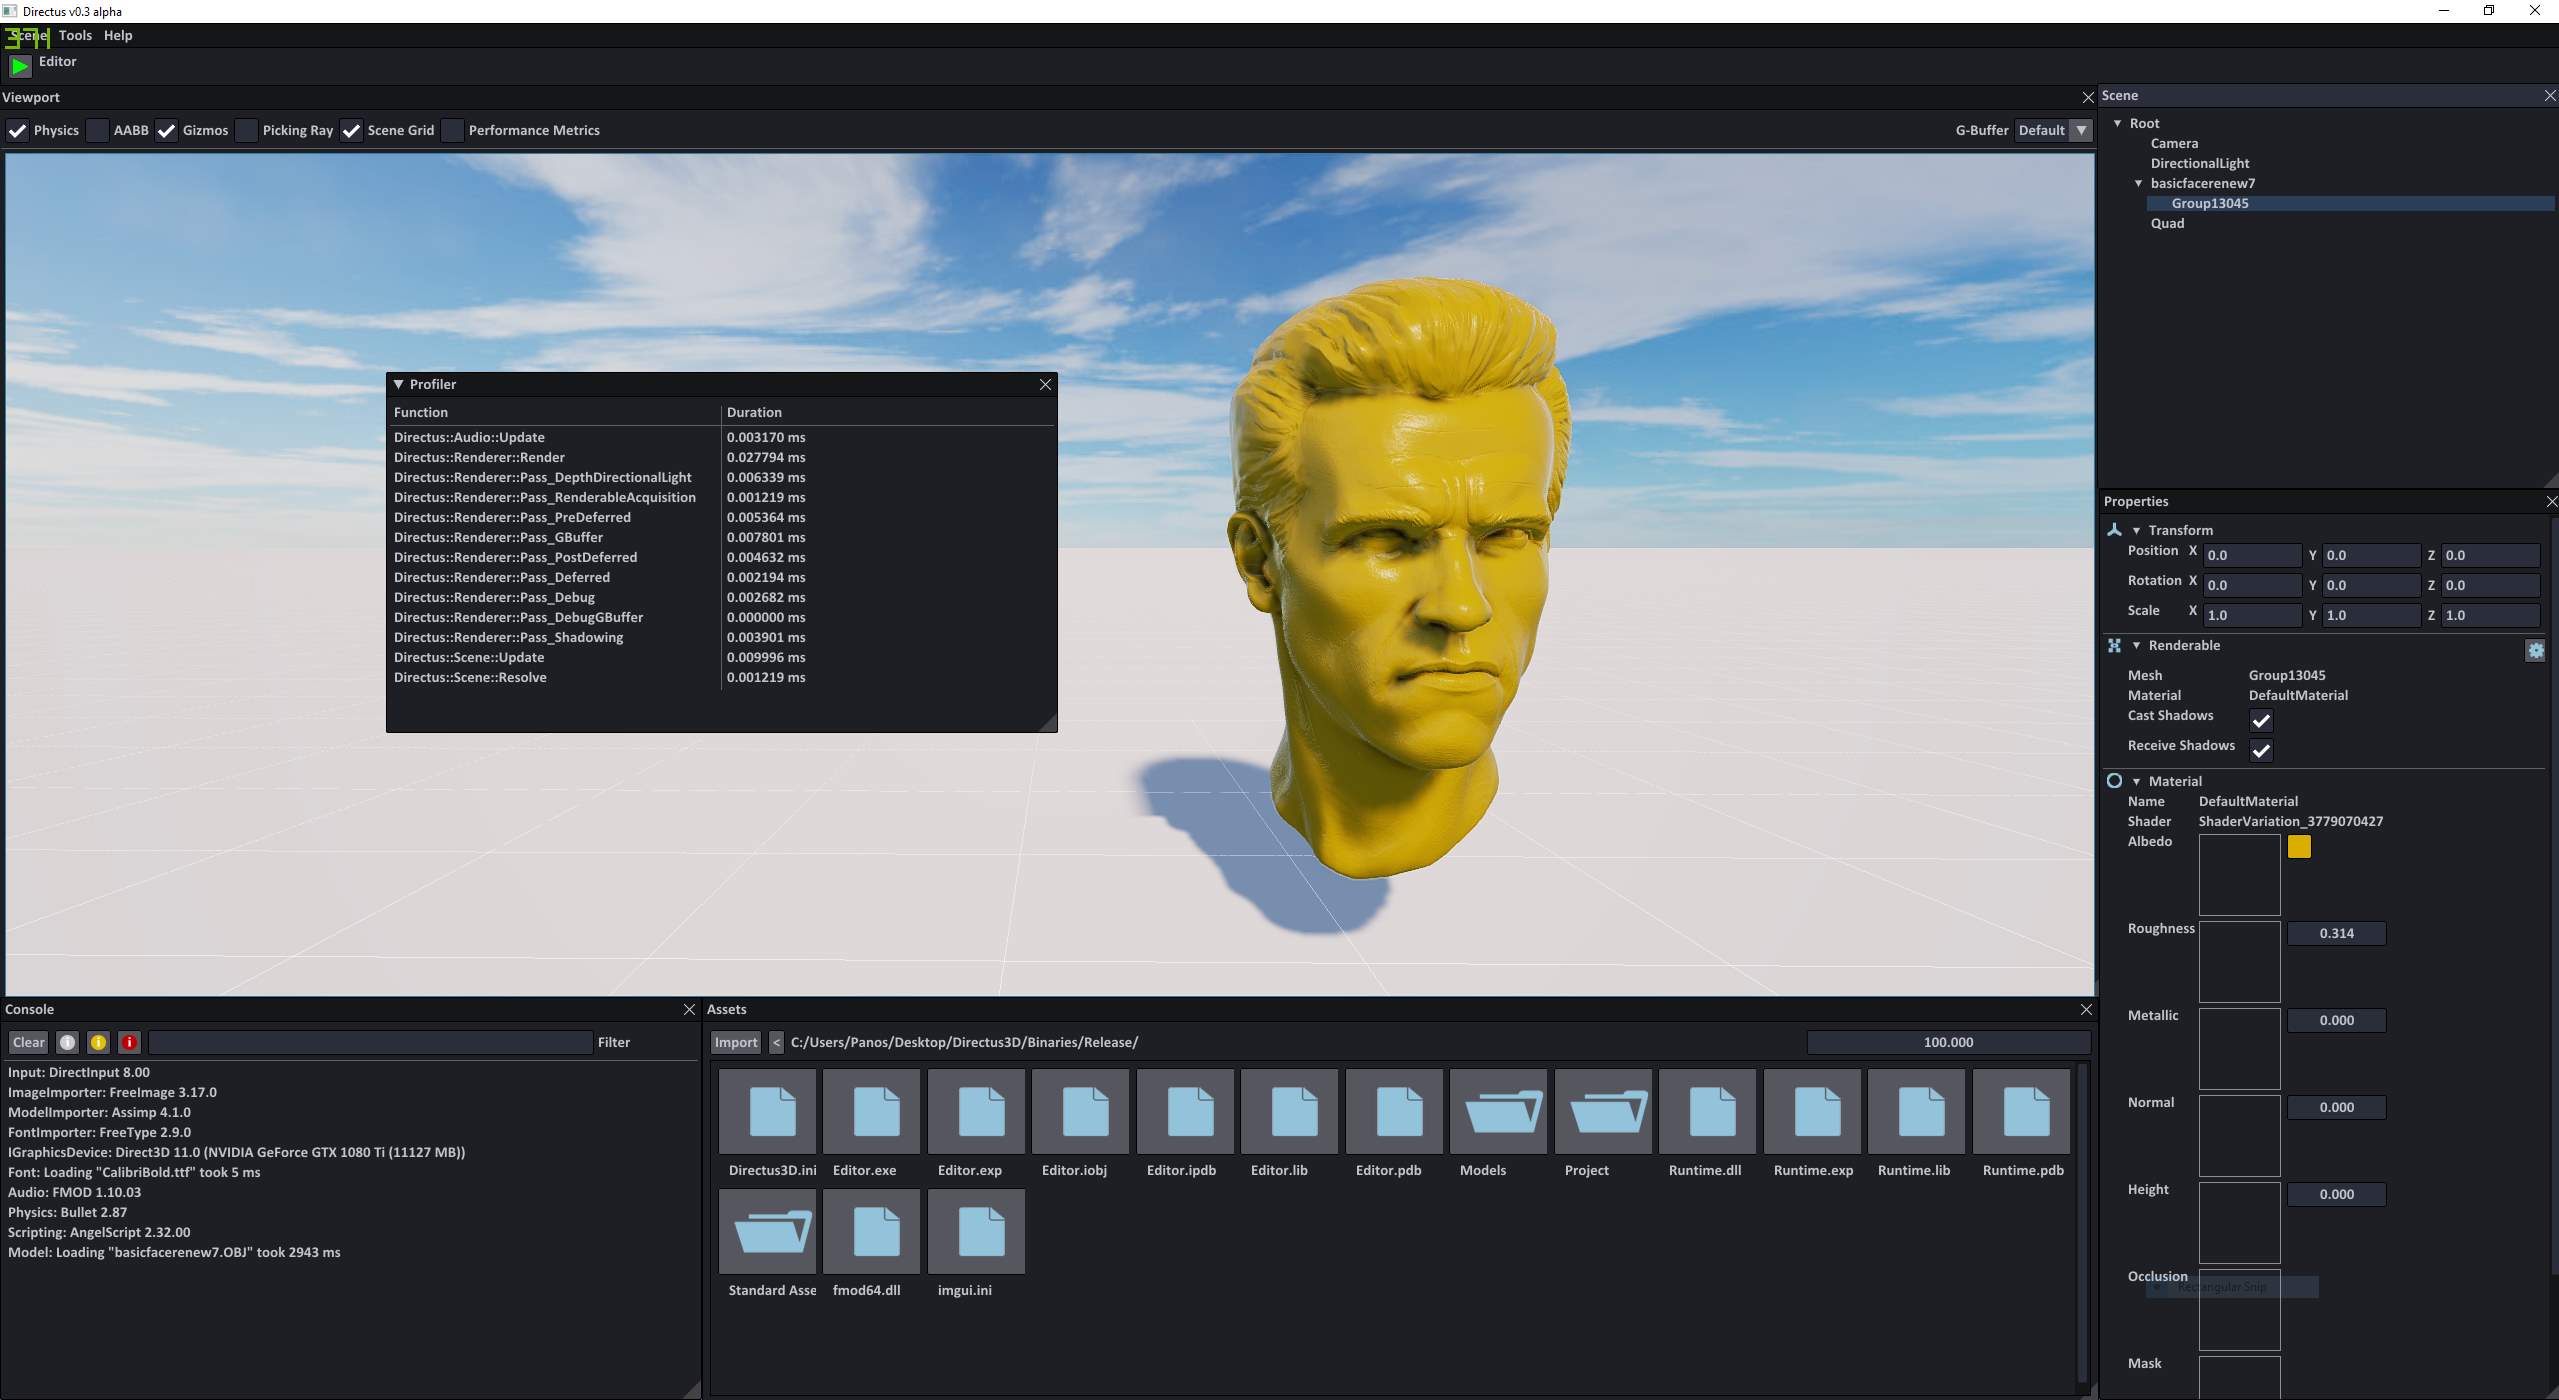 Directus v0.3 alpha
Scene Tools Help
371
Editor
Viewport
Physics AABB Gizmos Picking Ray Scene Grid Performance Metrics
G-Buffer Default
Profiler
Function Duration
Directus::Audio::Update 0.003170 ms
Directus::Renderer::Render 0.027794 ms
Directus::Renderer::Pass_DepthDirectionalLight 0.006339 ms
Directus::Renderer::Pass_RenderableAcquisition 0.001219 ms
Directus::Renderer::Pass_PreDeferred 0.005364 ms
Directus::Renderer::Pass_GBuffer 0.007801 ms
Directus::Renderer::Pass_PostDeferred 0.004632 ms
Directus::Renderer::Pass_Deferred 0.002194 ms
Directus::Renderer::Pass_Debug 0.002682 ms
Directus::Renderer::Pass_DebugGBuffer 0.000000 ms
Directus::Renderer::Pass_Shadowing 0.003901 ms
Directus::Scene::Update 0.009996 ms
Directus::Scene::Resolve 0.001219 ms
Scene
Root
Camera
DirectionalLight
basicfacerenew7
Group13045
Quad
Properties
Transform
Position X 0.0 Y 0.0 Z 0.0
Rotation X 0.0 Y 0.0 Z 0.0
Scale X 1.0 Y 1.0 Z 1.0
Renderable
Mesh Group13045
Material DefaultMaterial
Cast Shadows
Receive Shadows
Material
Name DefaultMaterial
Shader ShaderVariation_3779070427
Albedo
Roughness 0.314
Metallic 0.000
Normal 0.000
Height 0.000
Occlusion
Rectangular Snip
Mask
Console
Clear Filter
Input: DirectInput 8.00
ImageImporter: FreeImage 3.17.0
ModelImporter: Assimp 4.1.0
FontImporter: FreeType 2.9.0
IGraphicsDevice: Direct3D 11.0 (NVIDIA GeForce GTX 1080 Ti (11127 MB))
Font: Loading "CalibriBold.ttf" took 5 ms
Audio: FMOD 1.10.03
Physics: Bullet 2.87
Scripting: AngelScript 2.32.00
Model: Loading "basicfacerenew7.OBJ" took 2943 ms
Assets
Import < C:/Users/Panos/Desktop/Directus3D/Binaries/Release/ 100.000
Directus3D.ini Editor.exe Editor.exp Editor.iobj Editor.ipdb Editor.lib Editor.pdb Models Project Runtime.dll Runtime.exp Runtime.lib Runtime.pdb
Standard Asse fmod64.dll imgui.ini